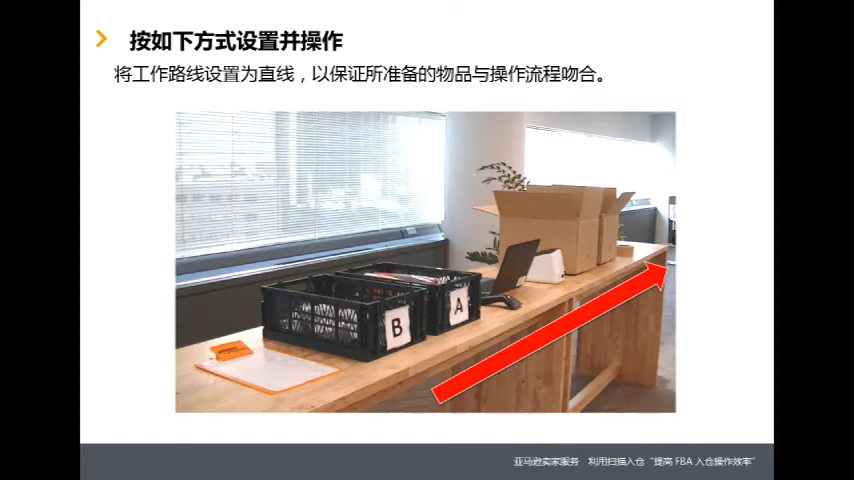 按如下方式设置并操作
将工作路线设置为直线，以保证所准备的物品与操作流程吻合。
B
A
亚马逊卖家服务 利用扫描入仓“提高 FBA 入仓操作效率”